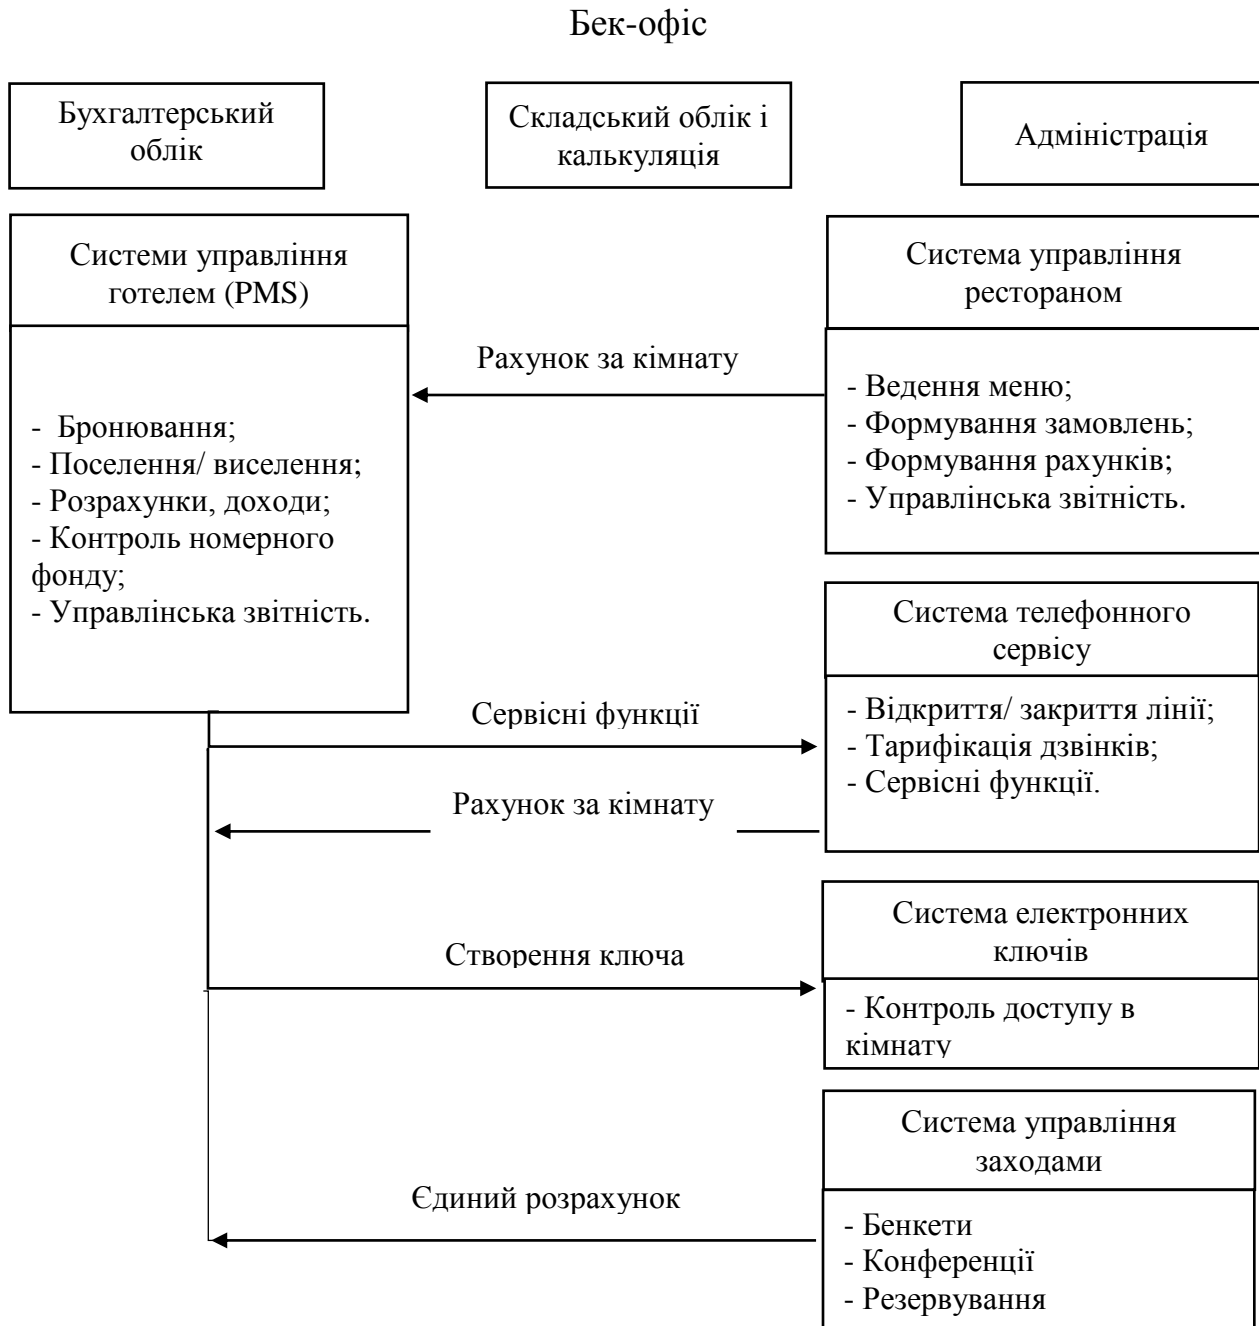 Бек-офіс
Бухгалтерський
облік
Складський облік і
калькуляція
Адміністрація
Системи управління
готелем (PMS)
Система управління
рестораном
Рахунок за кімнату
- Бронювання;
- Поселення/ виселення;
- Розрахунки, доходи;
- Контроль номерного
фонду;
- Управлінська звітність.
- Ведення меню;
- Формування замовлень;
- Формування рахунків;
- Управлінська звітність.
Система телефонного
сервісу
Сервісні функції
- Відкриття/ закриття лінії;
- Тарифікація дзвінків;
- Сервісні функції.
Рахунок за кімнату
Система електронних
ключів
Створення ключа
- Контроль доступу в
кімнату
Система управління
заходами
Єдиний розрахунок
- Бенкети
- Конференції
- Резервування